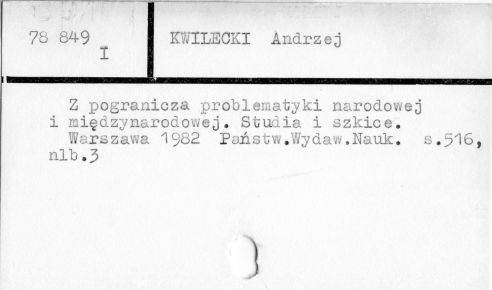 78 849 KWILECKI Andrzej
I
Z pogranicza problematyki narodowej
i międzynarodowej. Studia i szkice.
Warszawa 1982 Państw.Wydaw.Nauk. s.516,
nlb.3